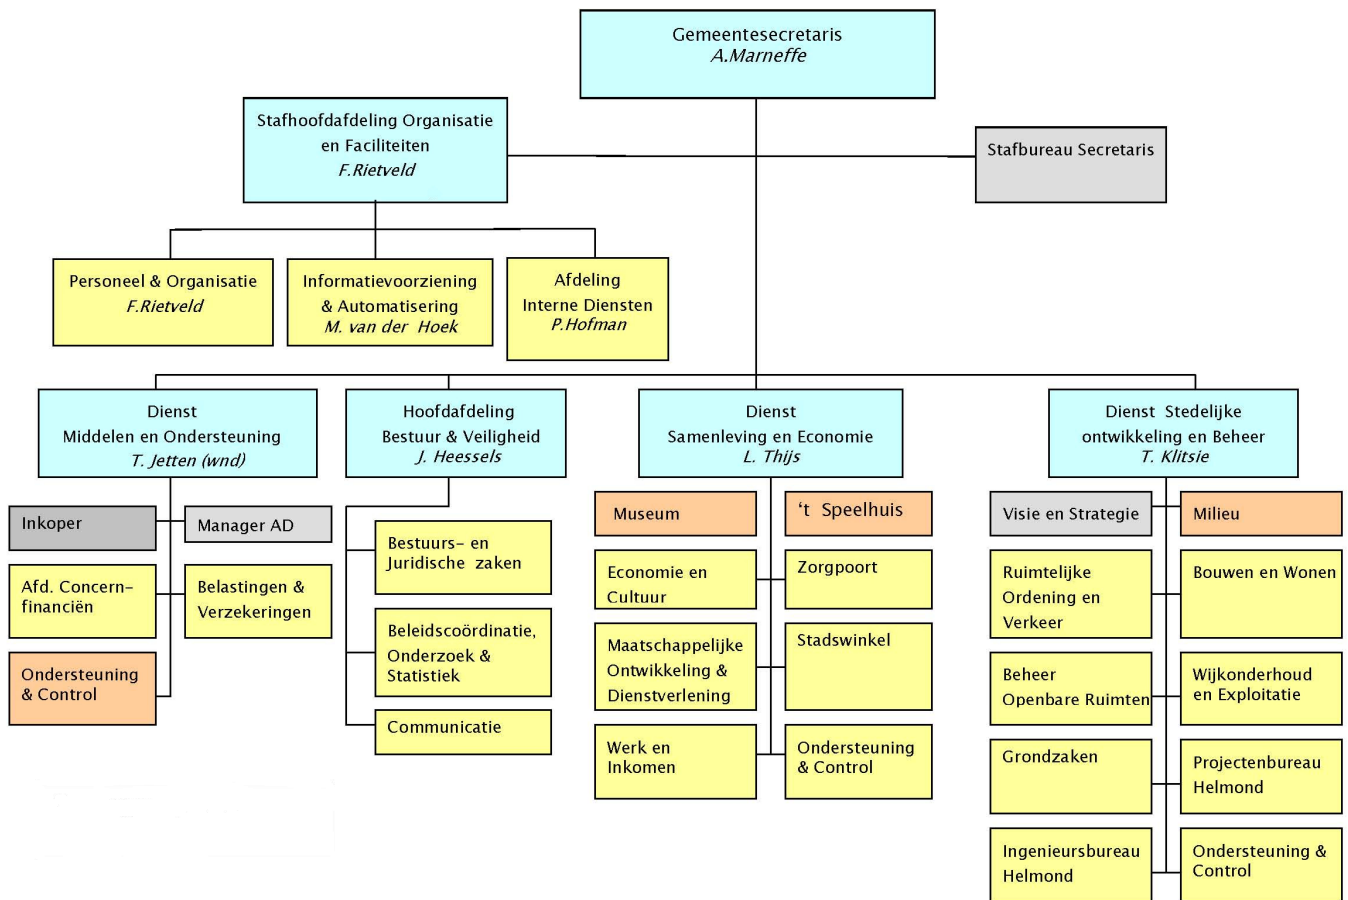 Gemeentesecretaris
A.Marneffe
Stafhoofdafdeling Organisatie
en Faciliteiten
F.Rietveld
Stafbureau Secretaris
Personeel & Organisatie
F.Rietveld
Informatievoorziening
& Automatisering
M. van der Hoek
Afdeling
Interne Diensten
P.Hofman
Dienst
Middelen en Ondersteuning
T. Jetten (wnd)
Hoofdafdeling
Bestuur & Veiligheid
J. Heessels
Dienst
Samenleving en Economie
L. Thijs
Dienst Stedelijke
ontwikkeling en Beheer
T. Klitsie
Inkoper
Manager AD
Afd. Concern-
financiën
Belastingen &
Verzekeringen
Ondersteuning
& Control
Bestuurs- en
Juridische zaken
Beleidscoördinatie,
Onderzoek &
Statistiek
Communicatie
Museum
‘t Speelhuis
Economie en
Cultuur
Zorgpoort
Maatschappelijke
Ontwikkeling &
Dienstverlening
Stadswinkel
Werk en
Inkomen
Ondersteuning
& Control
Visie en Strategie
Milieu
Ruimtelijke
Ordening en
Verkeer
Bouwen en Wonen
Beheer
Openbare Ruimten
Wijkonderhoud
en Exploitatie
Grondzaken
Projectenbureau
Helmond
Ingenieursbureau
Helmond
Ondersteuning &
Control